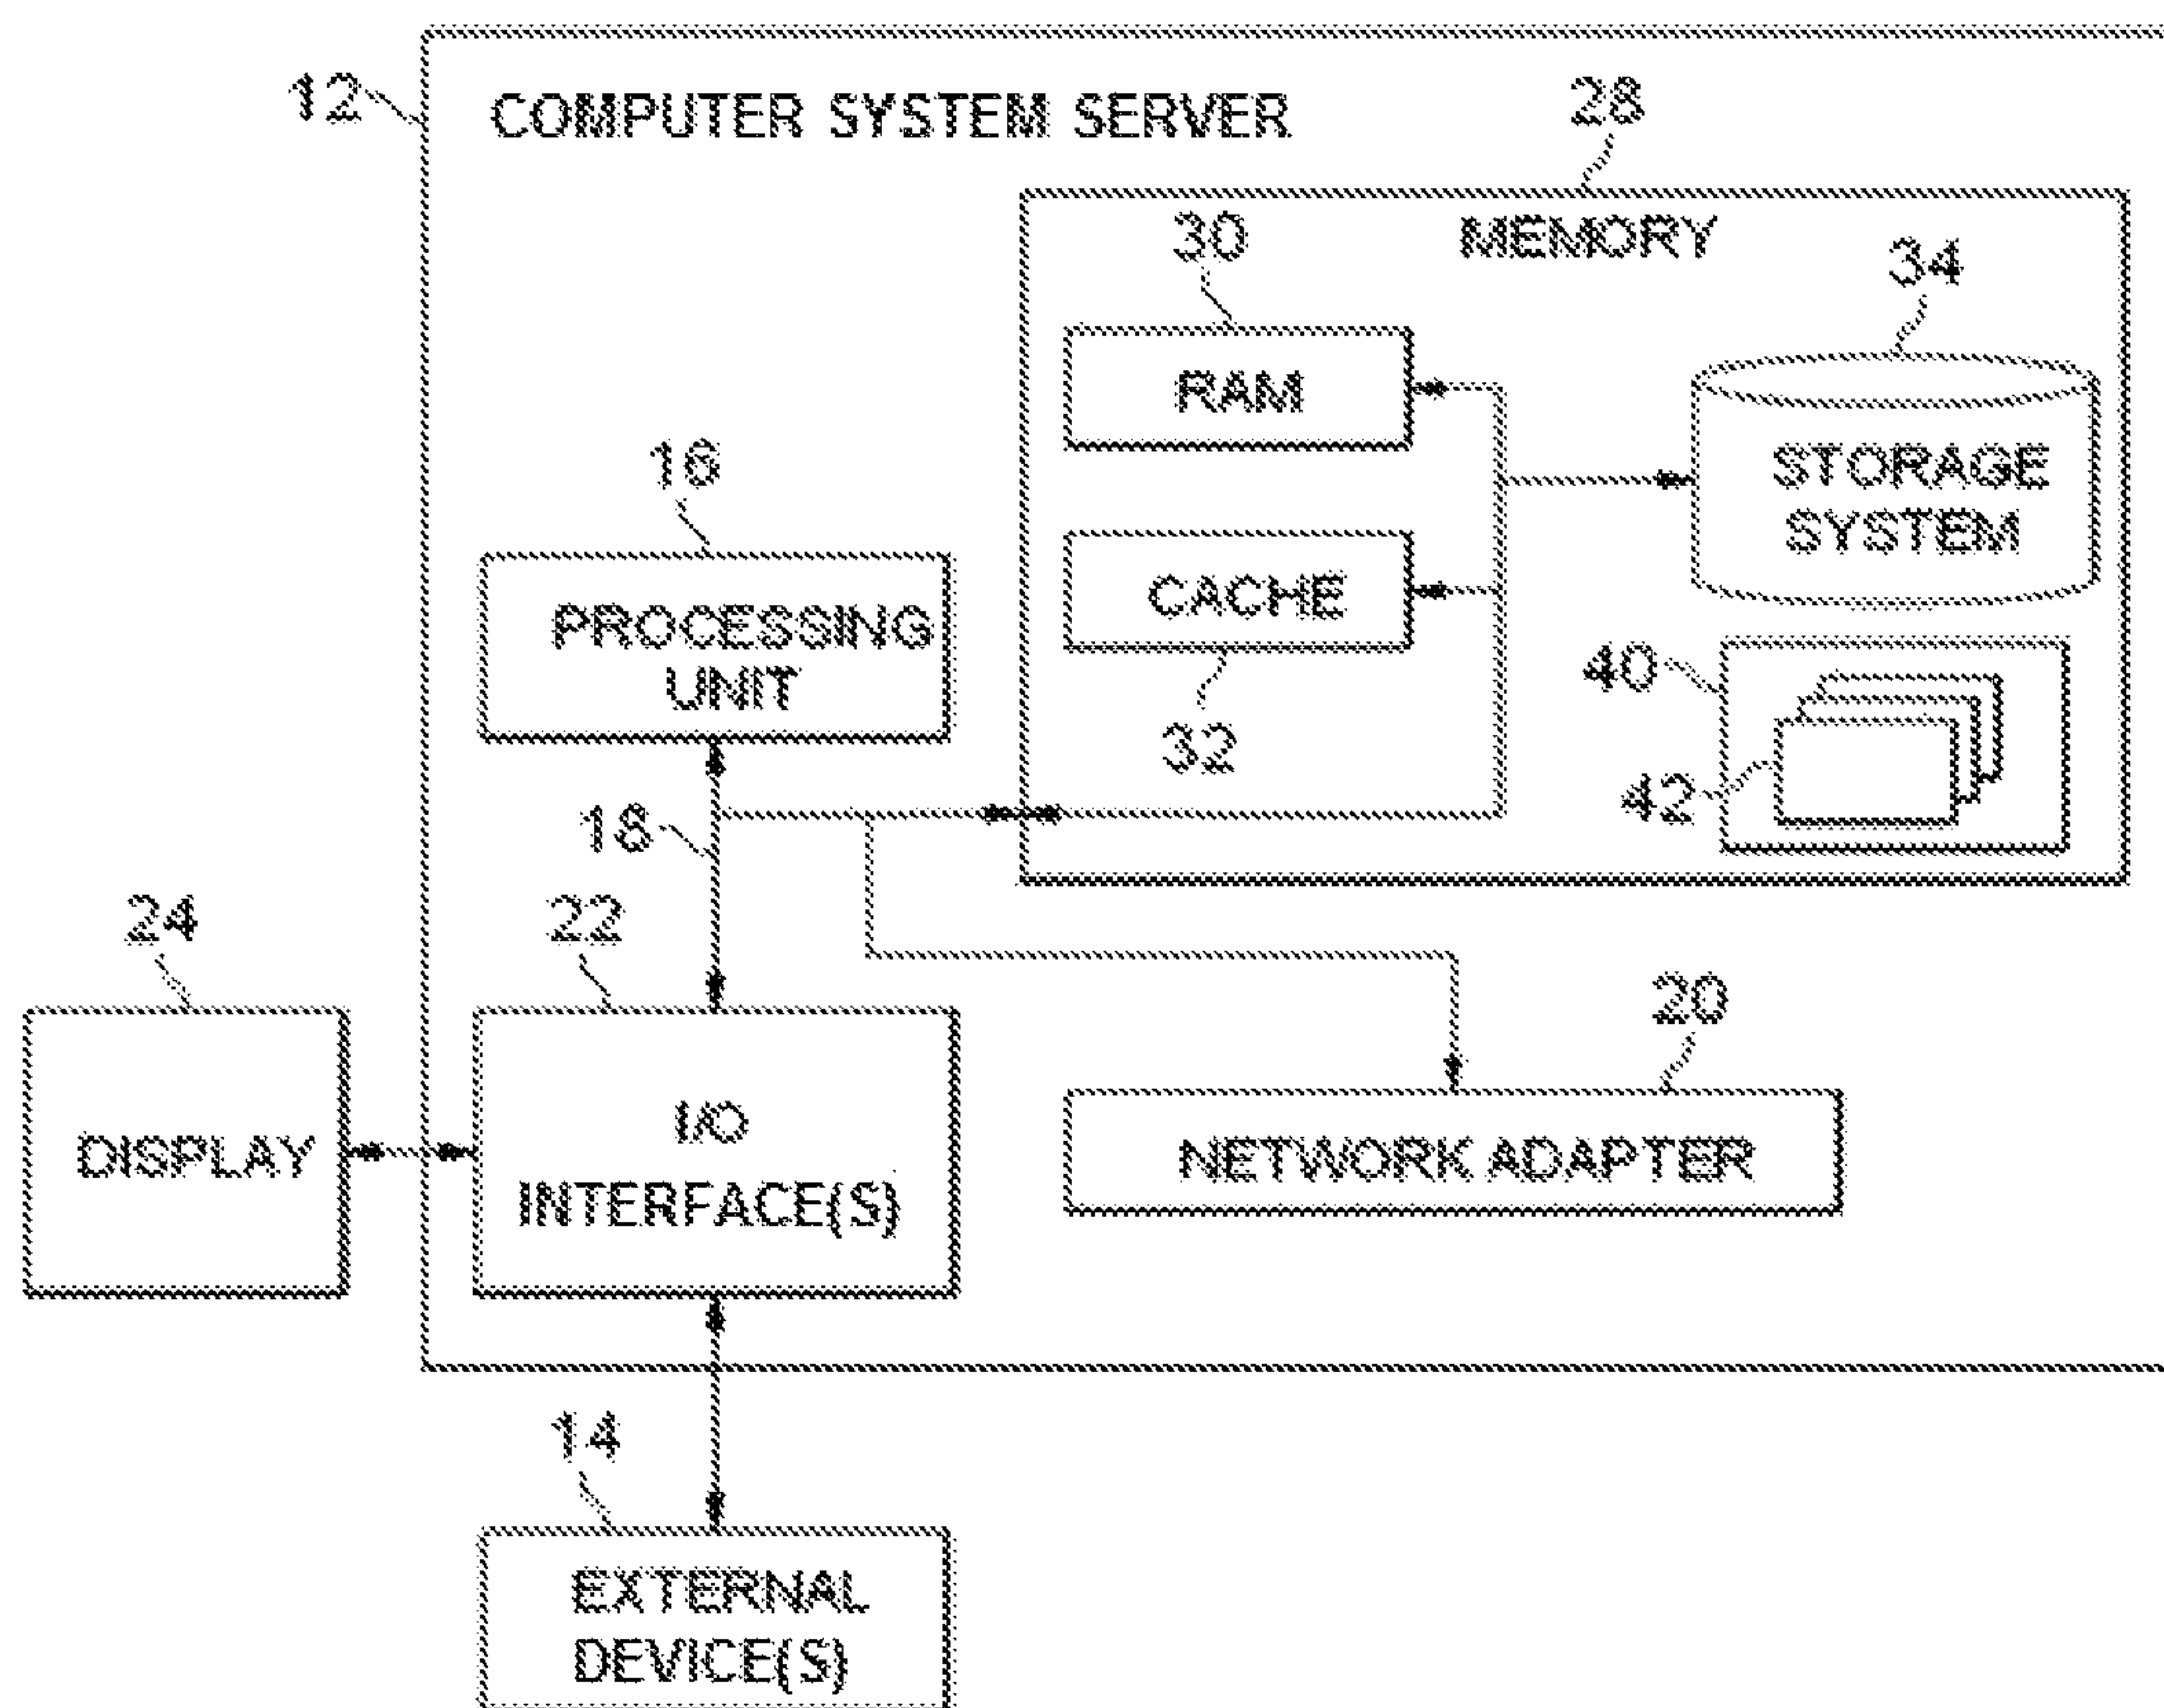 12
COMPUTER SYSTEM SERVER
28
MEMORY
30
34
RAM
STORAGE
SYSTEM
16
PROCESSING
UNIT
CACHE
32
40
42
18
24
22
20
DISPLAY
I/O
INTERFACE(S)
NETWORK ADAPTER
14
EXTERNAL
DEVICE(S)